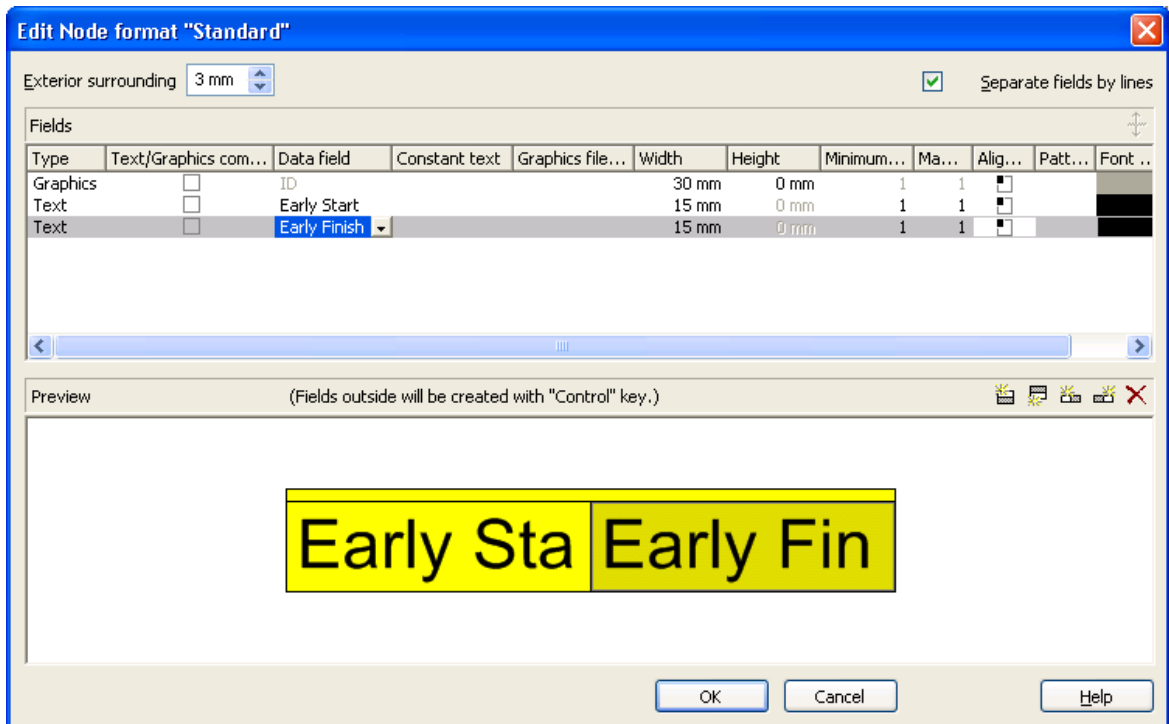 Edit Node format "Standard"
Exterior surrounding 3 mm Separate fields by lines
Fields
Type Text/Graphics com... Data field Constant text Graphics file... Width Height Minimum... Ma... Alig... Patt... Font ..
Graphics ID 30 mm 0 mm 1 1
Text Early Start 15 mm 0 mm 1 1
Text Early Finish 15 mm 0 mm 1 1
Preview (Fields outside will be created with "Control" key.)
Early Sta Early Fin
OK Cancel Help